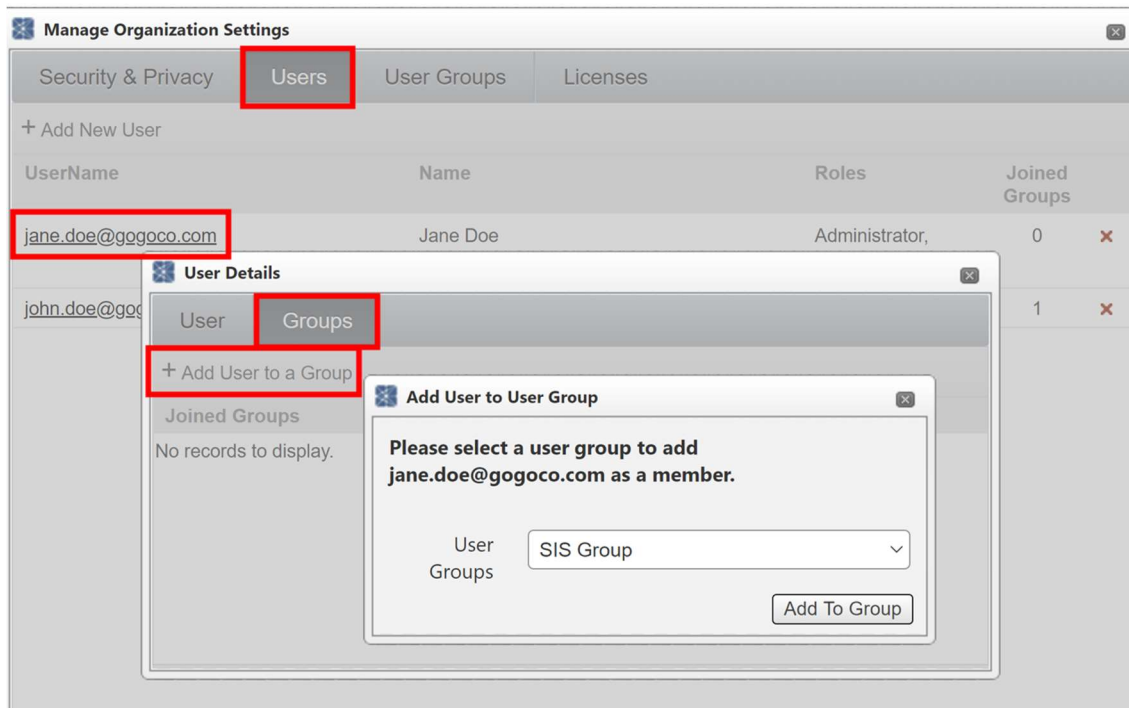 Manage Organization Settings
Security & Privacy Users User Groups Licenses
+ Add New User
UserName Name Roles Joined Groups
jane.doe@gogoco.com Jane Doe Administrator, 0
User Details
john.doe@gog 1
User Groups
+ Add User to a Group
Joined Groups
No records to display.
Add User to User Group
Please select a user group to add
jane.doe@gogoco.com as a member.
User Groups SIS Group
Add To Group